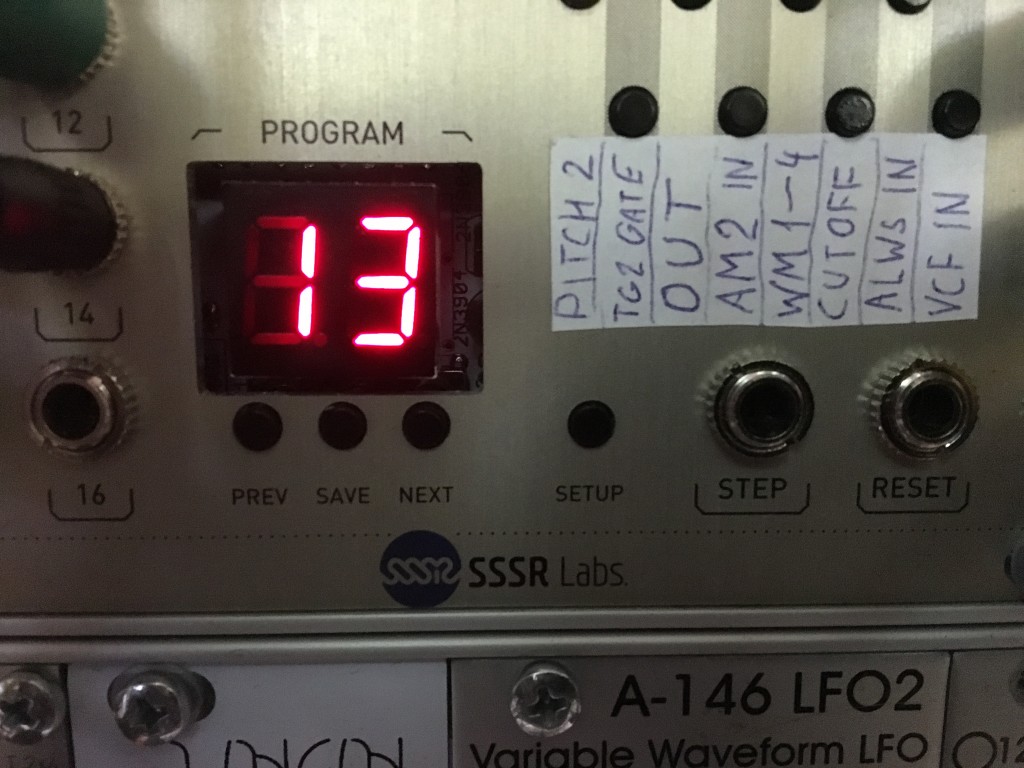 12
PROGRAM
13
2N3904
14
PITCH 2
TG2 GATE
OUT
AM2 IN
WM1-4
CUTOFF
ALWS IN
VCF IN
16
PREV SAVE NEXT
SETUP
STEP
RESET
SSSR Labs.
A-146 LFO2
Variable Waveform LFO